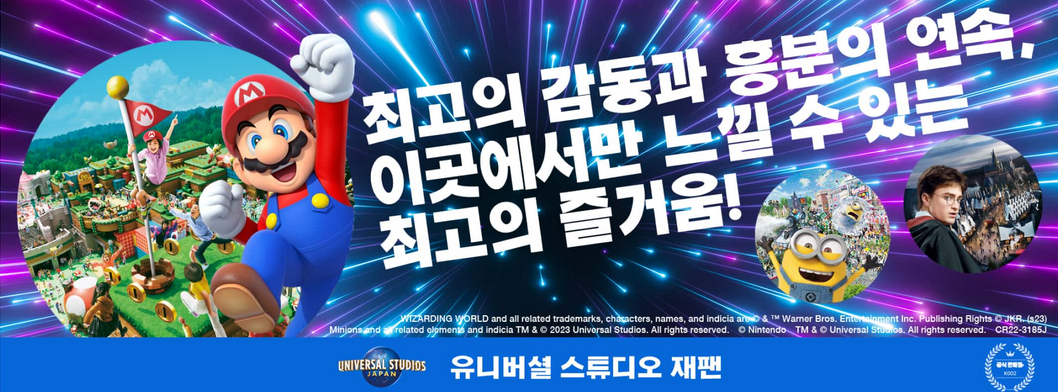 최고의 감동과 흥분의 연속,
이곳에서만 느낄 수 있는
최고의 즐거움!
WIZARDING WORLD and all related trademarks, characters, names, and indicia are © & ™ Warner Bros. Entertainment Inc. Publishing Rights © JKR. (s23)
Minions and all related elements and indicia TM & © 2023 Universal Studios. All rights reserved. © Nintendo TM & © Universal Studios. All rights reserved. CR22-3185J
UNIVERSAL STUDIOS
JAPAN
유니버셜 스튜디오 재팬
K002